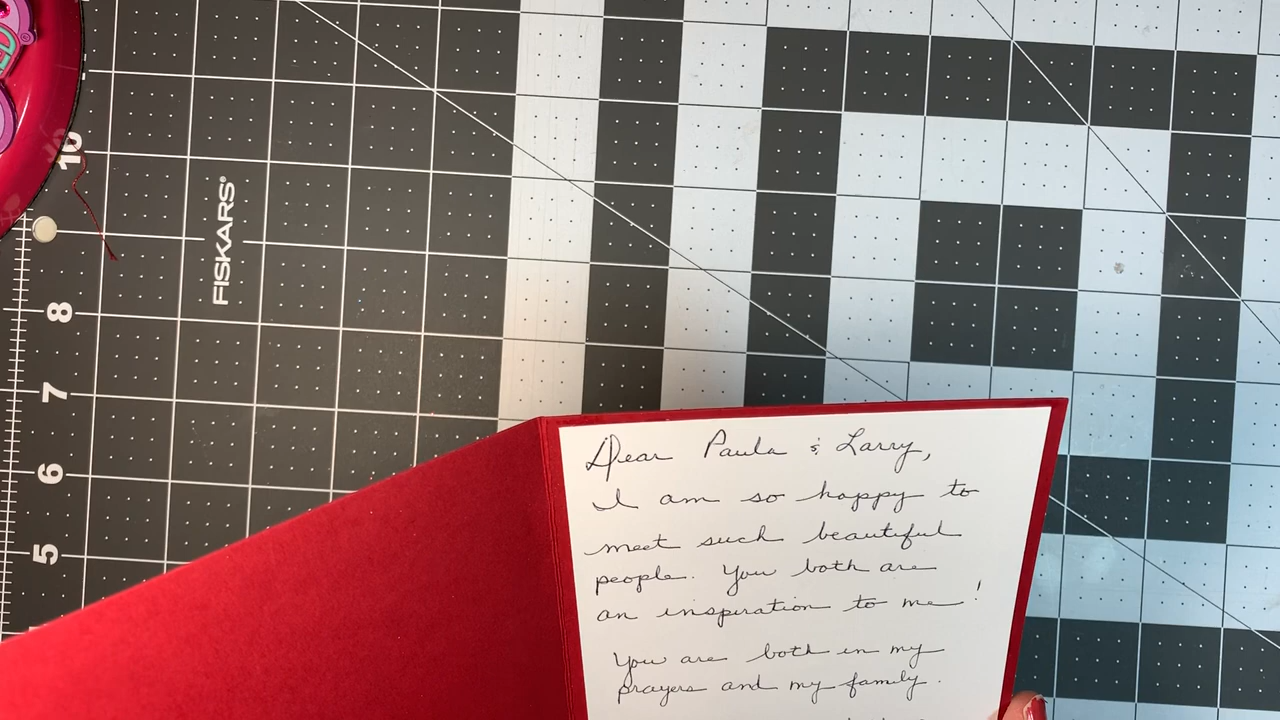 10
FISKARS®
8
7
6
5
Dear Paula & Larry,
I am so happy to
meet such beautiful
people. You both are
an inspiration to me!
You are both in my
prayers and my family.